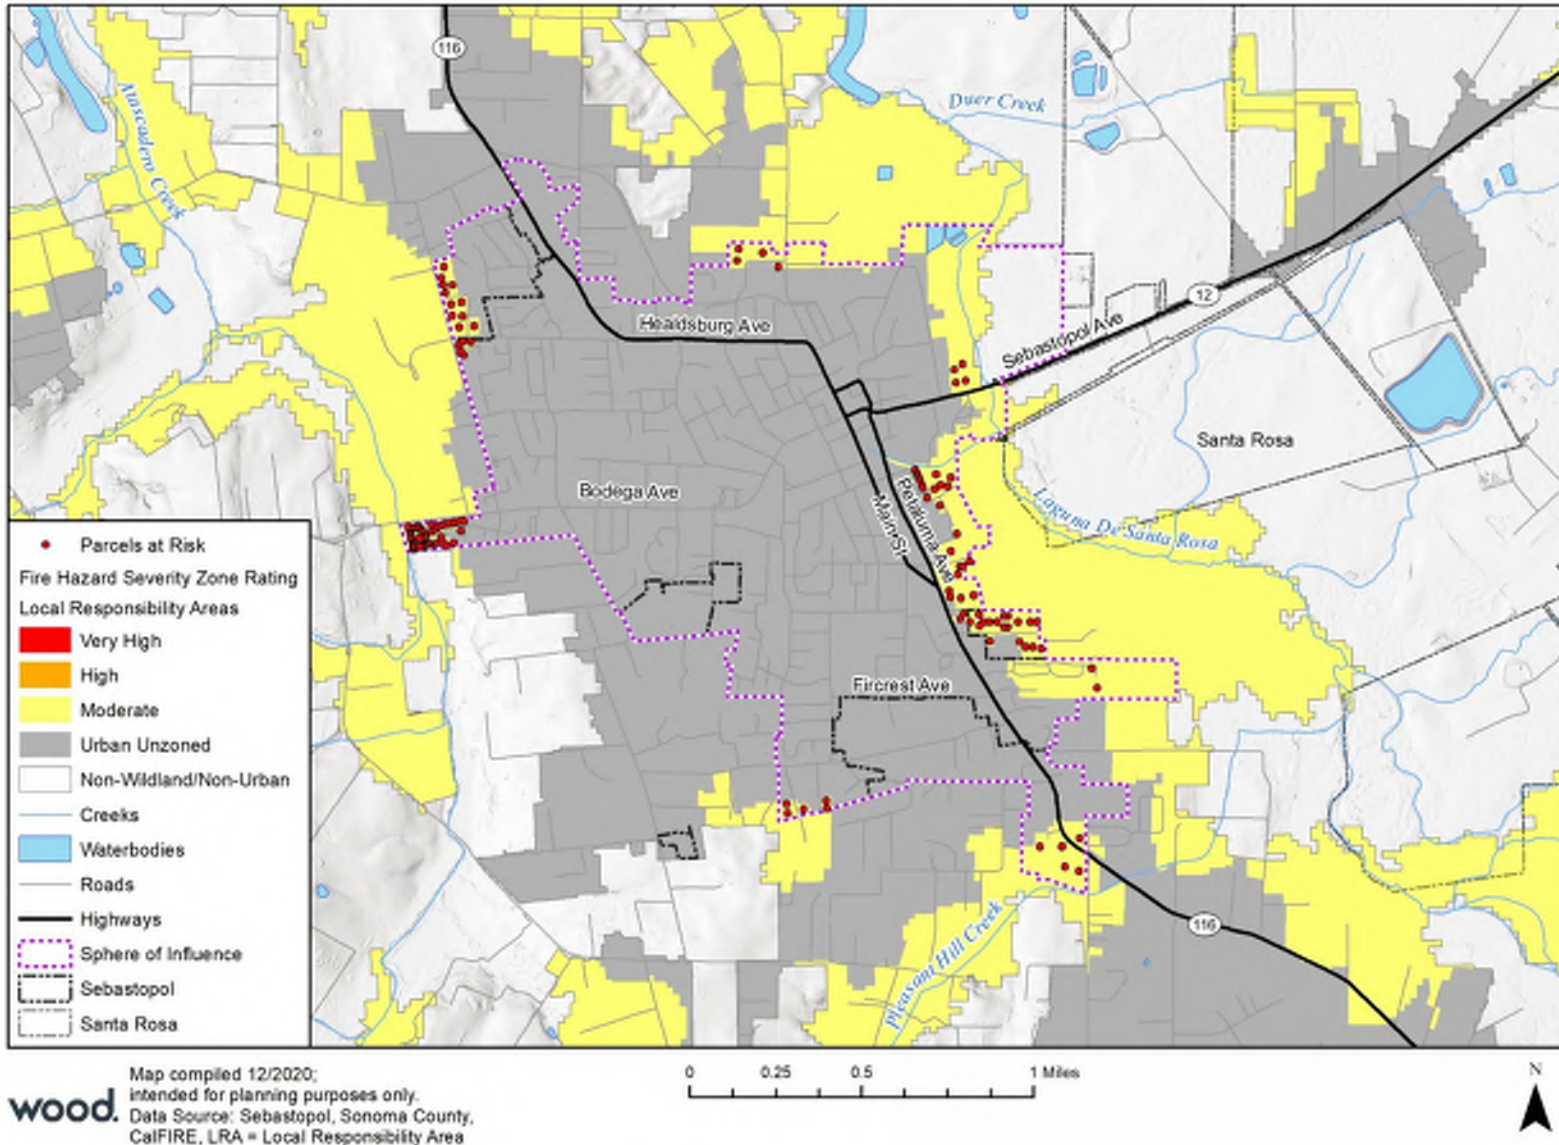 116
Atascadero Creek
Duer Creek
12
Sebastopol Ave
Healdsburg Ave
Santa Rosa
Bodega Ave
Petaluma Ave
Main St
Laguna De Santa Rosa
Fircrest Ave
Pleasant Hill Creek
116
Parcels at Risk
Fire Hazard Severity Zone Rating
Local Responsibility Areas
Very High
High
Moderate
Urban Unzoned
Non-Wildland/Non-Urban
Creeks
Waterbodies
Roads
Highways
Sphere of Influence
Sebastopol
Santa Rosa
wood.
Map compiled 12/2020;
intended for planning purposes only.
Data Source: Sebastopol, Sonoma County,
CalFIRE, LRA = Local Responsibility Area
0 0.25 0.5 1 Miles
N